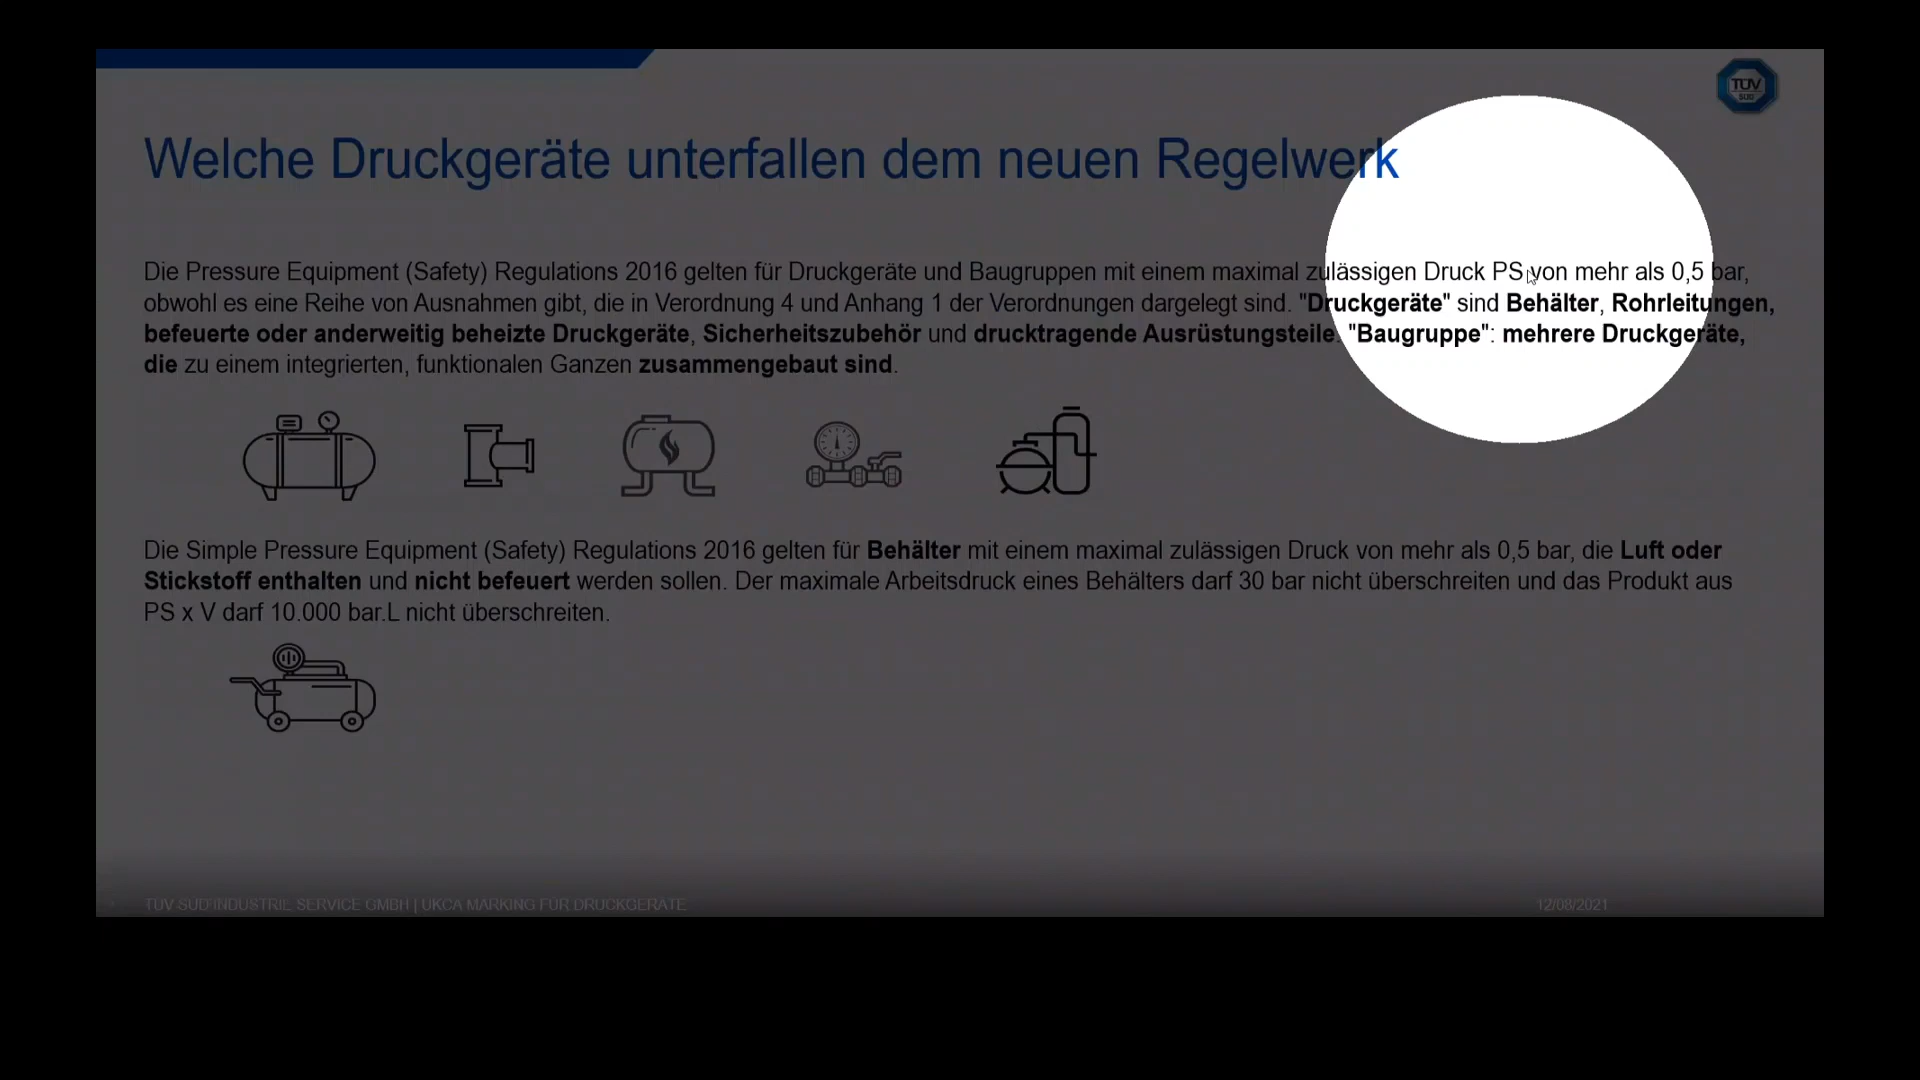 TÜV
SÜD
Welche Druckgeräte unterfallen dem neuen Regelwerk
Die Pressure Equipment (Safety) Regulations 2016 gelten für Druckgeräte und Baugruppen mit einem maximal zulässigen Druck PS von mehr als 0,5 bar,
obwohl es eine Reihe von Ausnahmen gibt, die in Verordnung 4 und Anhang 1 der Verordnungen dargelegt sind. "Druckgeräte" sind Behälter, Rohrleitungen,
befeuerte oder anderweitig beheizte Druckgeräte, Sicherheitszubehör und drucktragende Ausrüstungsteile. "Baugruppe": mehrere Druckgeräte,
die zu einem integrierten, funktionalen Ganzen zusammengebaut sind.
Die Simple Pressure Equipment (Safety) Regulations 2016 gelten für Behälter mit einem maximal zulässigen Druck von mehr als 0,5 bar, die Luft oder
Stickstoff enthalten und nicht befeuert werden sollen. Der maximale Arbeitsdruck eines Behälters darf 30 bar nicht überschreiten und das Produkt aus
PS x V darf 10.000 bar.L nicht überschreiten.
TÜV SÜD INDUSTRIE SERVICE GMBH | UKCA MARKING FÜR DRUCKGERÄTE
12/08/2021